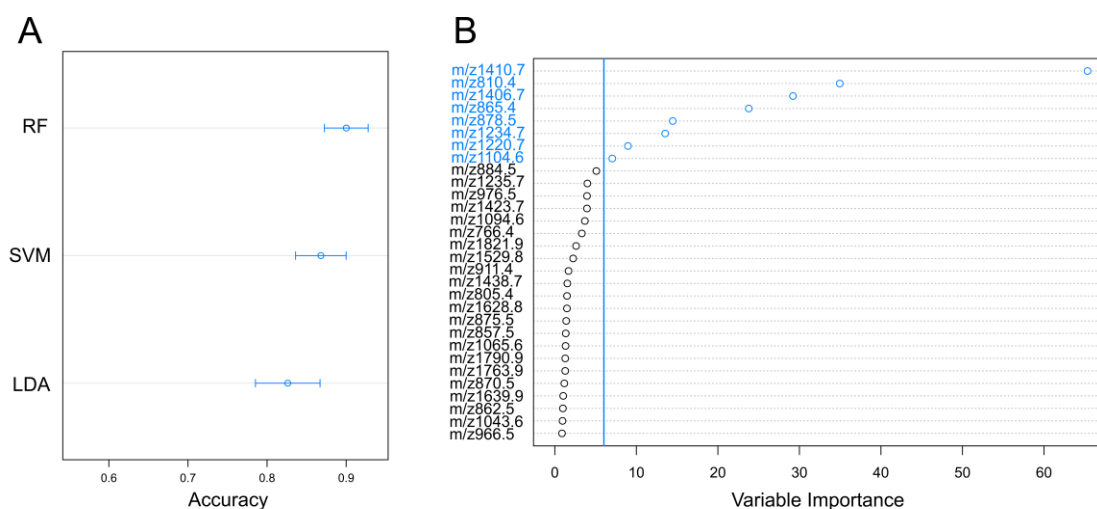 A
RF
SVM
LDA
0.6 0.7 0.8 0.9
Accuracy
B
m/z1410.7
m/z810.4
m/z1406.7
m/z865.4
m/z878.5
m/z1234.7
m/z1220.7
m/z1104.6
m/z884.5
m/z1235.7
m/z976.5
m/z1423.7
m/z1094.6
m/z766.4
m/z1821.9
m/z1529.8
m/z911.4
m/z1438.7
m/z805.4
m/z1628.8
m/z875.5
m/z857.5
m/z1065.6
m/z1790.9
m/z1763.9
m/z870.5
m/z1639.9
m/z862.5
m/z1043.6
m/z966.5
0 10 20 30 40 50 60
Variable Importance